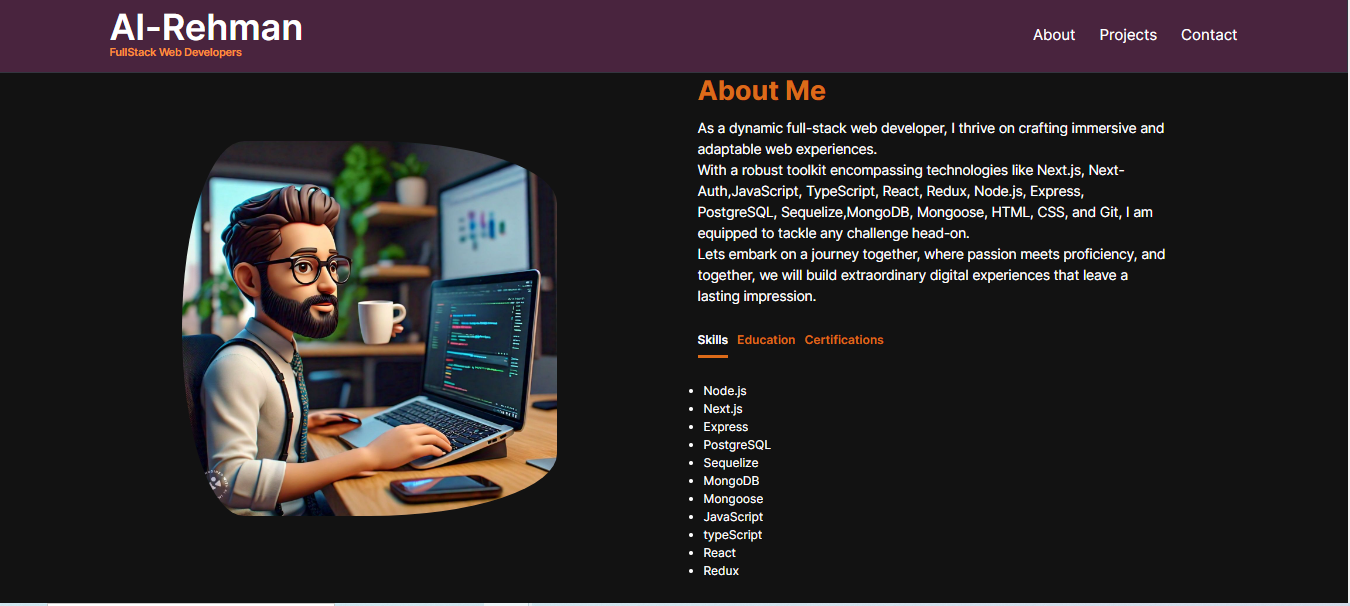 Al-Rehman
FullStack Web Developers
About
Projects
Contact
About Me
As a dynamic full-stack web developer, I thrive on crafting immersive and
adaptable web experiences.
With a robust toolkit encompassing technologies like Next.js, Next-
Auth,JavaScript, TypeScript, React, Redux, Node.js, Express,
PostgreSQL, Sequelize,MongoDB, Mongoose, HTML, CSS, and Git, I am
equipped to tackle any challenge head-on.
Lets embark on a journey together, where passion meets proficiency, and
together, we will build extraordinary digital experiences that leave a
lasting impression.
Skills
Education
Certifications
Node.js
Next.js
Express
PostgreSQL
Sequelize
MongoDB
Mongoose
JavaScript
typeScript
React
Redux